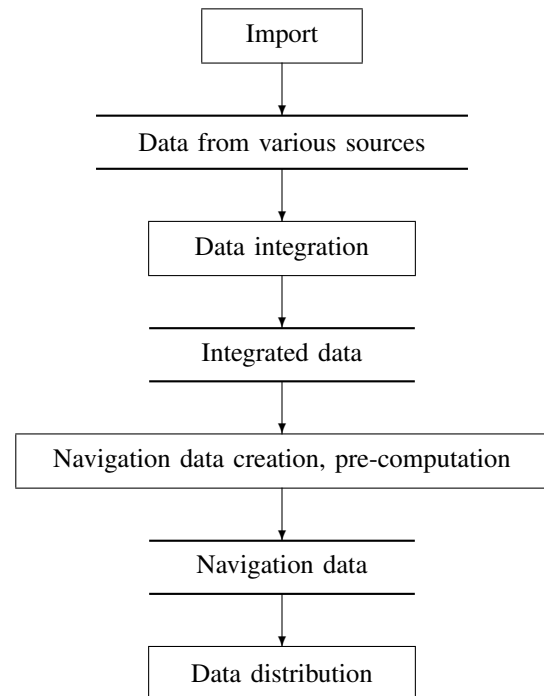 Import
Data from various sources
Data integration
Integrated data
Navigation data creation, pre-computation
Navigation data
Data distribution